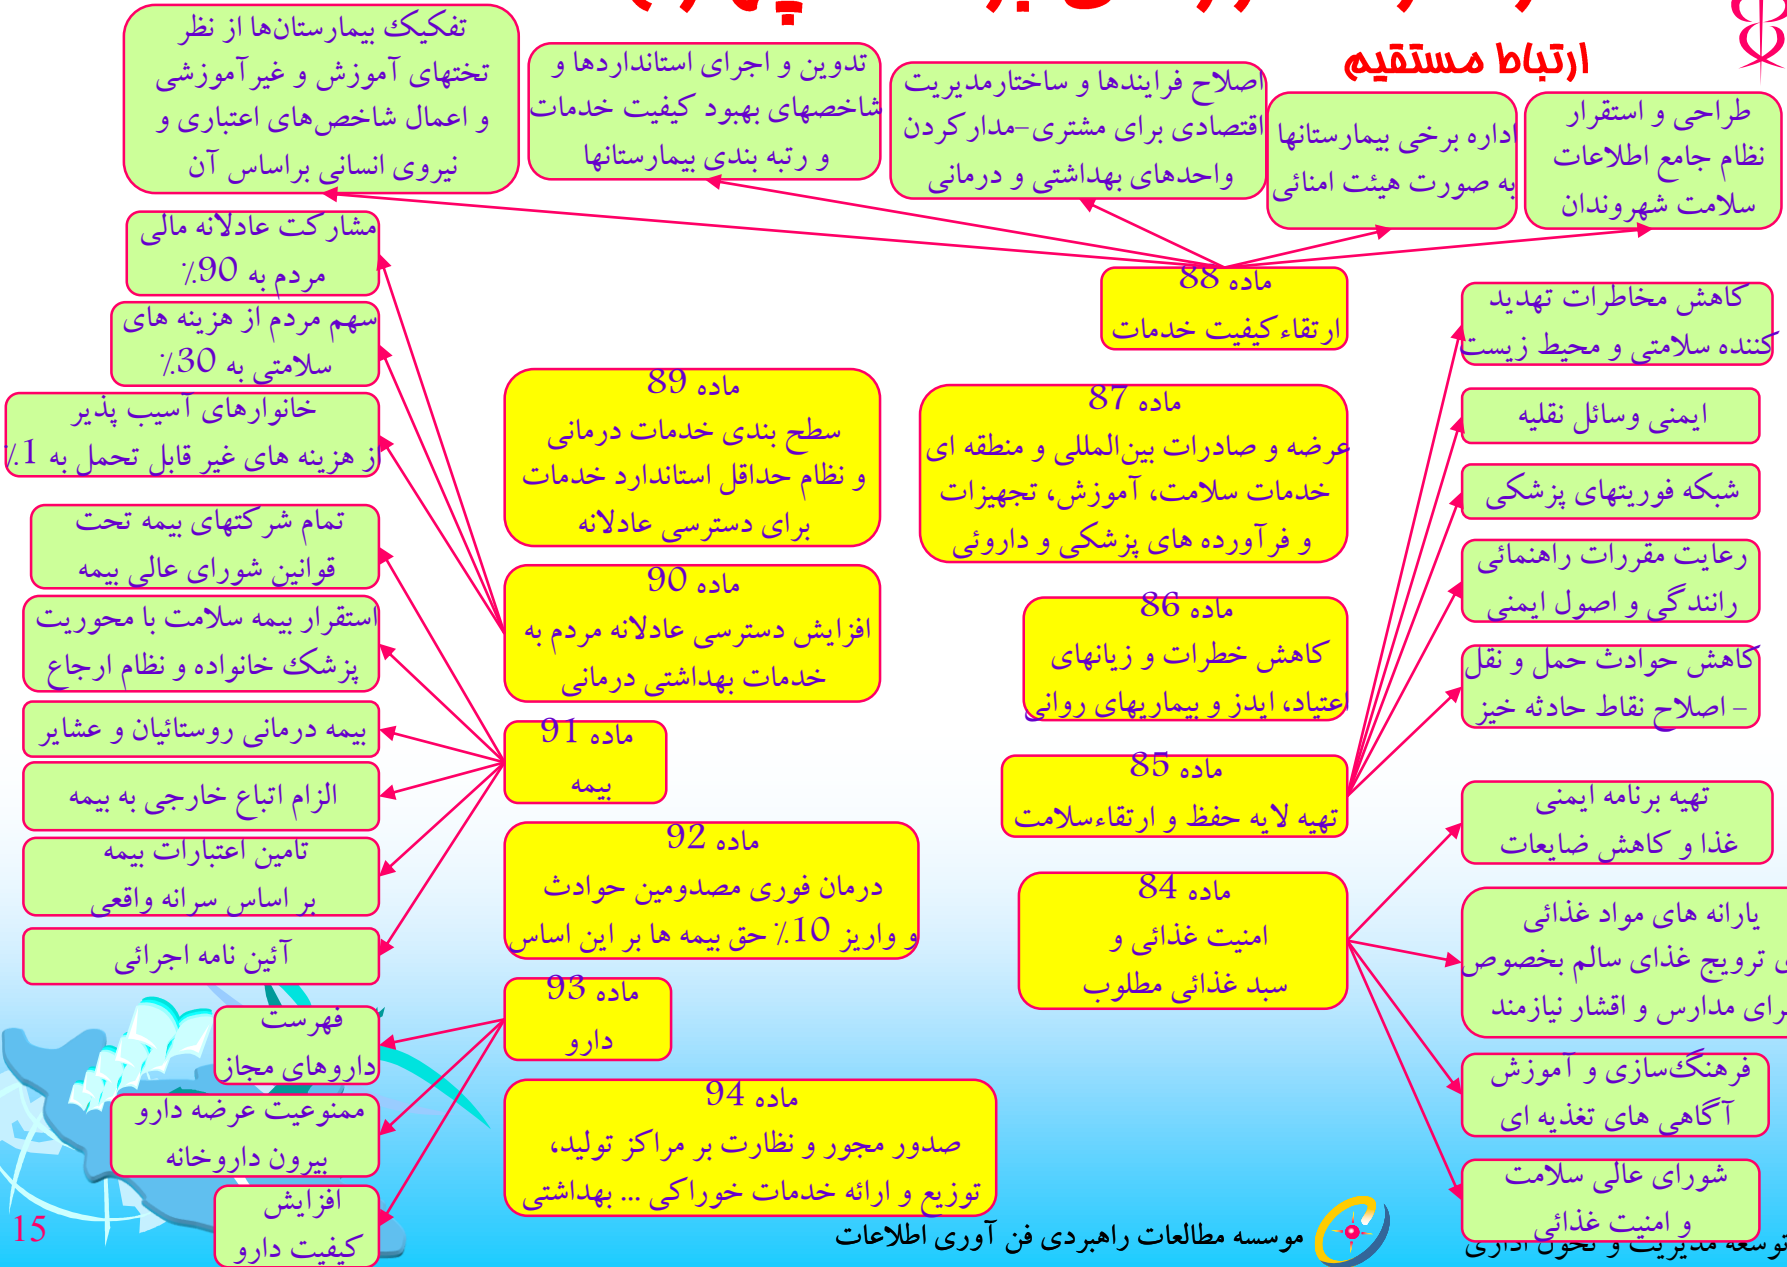 ارتباط مستقیم
طراحی و استقرار
نظام جامع اطلاعات
سلامت شهروندان
اداره برخی بیمارستانها
به صورت هیئت امنائی
اصلاح فرایندها و ساختارمدیریت
اقتصادی برای مشتری-مدارکردن
واحدهای بهداشتی و درمانی
تدوین و اجرای استانداردها و
شاخصهای بهبود کیفیت خدمات
و رتبه بندی بیمارستانها
تفکیک بیمارستان‌ها از نظر
تختهای آموزش و غیرآموزشی
و اعمال شاخص‌های اعتباری و
نیروی انسانی براساس آن
ماده 88
ارتقاءکیفیت خدمات
کاهش مخاطرات تهدید
کننده سلامتی و محیط زیست
ایمنی وسائل نقلیه
شبکه فوریتهای پزشکی
رعایت مقررات راهنمائی
رانندگی و اصول ایمنی
کاهش حوادث حمل و نقل
- اصلاح نقاط حادثه خیز
تهیه برنامه ایمنی
غذا و کاهش ضایعات
یارانه های مواد غذائی
ی ترویج غذای سالم بخصوص
رای مدارس و اقشار نیازمند
فرهنگ‌سازی و آموزش
آگاهی های تغذیه ای
شورای عالی سلامت
و امنیت غذائی
ماده 87
عرضه و صادرات بین‌المللی و منطقه ای
خدمات سلامت، آموزش، تجهیزات
و فرآورده های پزشکی و داروئی
ماده 86
کاهش خطرات و زیانهای
اعتیاد، ایدز و بیماریهای روانی
ماده 85
تهیه لایه حفظ و ارتقاءسلامت
ماده 84
امنیت غذائی و
سبد غذائی مطلوب
ماده 89
سطح بندی خدمات درمانی
و نظام حداقل استاندارد خدمات
برای دسترسی عادلانه
ماده 90
افزایش دسترسی عادلانه مردم به
خدمات بهداشتی درمانی
ماده 91
بیمه
ماده 92
درمان فوری مصدومین حوادث
و واریز 10٪ حق بیمه ها بر این اساس
ماده 93
دارو
ماده 94
صدور مجور و نظارت بر مراکز تولید،
توزیع و ارائه خدمات خوراکی ... بهداشتی
مشارکت عادلانه مالی
مردم به 90٪
سهم مردم از هزینه های
سلامتی به 30٪
خانوارهای آسیب پذیر
از هزینه های غیر قابل تحمل به 1٪
تمام شرکتهای بیمه تحت
قوانین شورای عالی بیمه
استقرار بیمه سلامت با محوریت
پزشک خانواده و نظام ارجاع
بیمه درمانی روستائیان و عشایر
الزام اتباع خارجی به بیمه
تامین اعتبارات بیمه
بر اساس سرانه واقعی
آئین نامه اجرائی
فهرست
داروهای مجاز
ممنوعیت عرضه دارو
بیرون داروخانه
افزایش
کیفیت دارو
توسعه مدیریت و تحول اداری
موسسه مطالعات راهبردی فن آوری اطلاعات
15